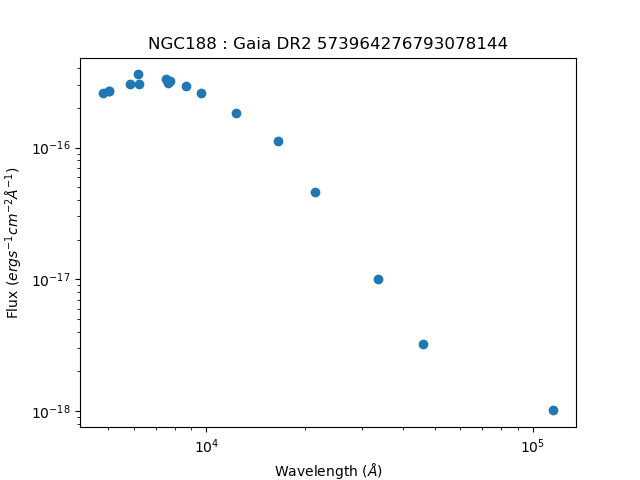 NGC188 : Gaia DR2 573964276793078144
Flux (ergs⁻¹cm⁻²Å⁻¹)
10⁻¹⁶
10⁻¹⁷
10⁻¹⁸
10⁴ 10⁵
Wavelength (Å)